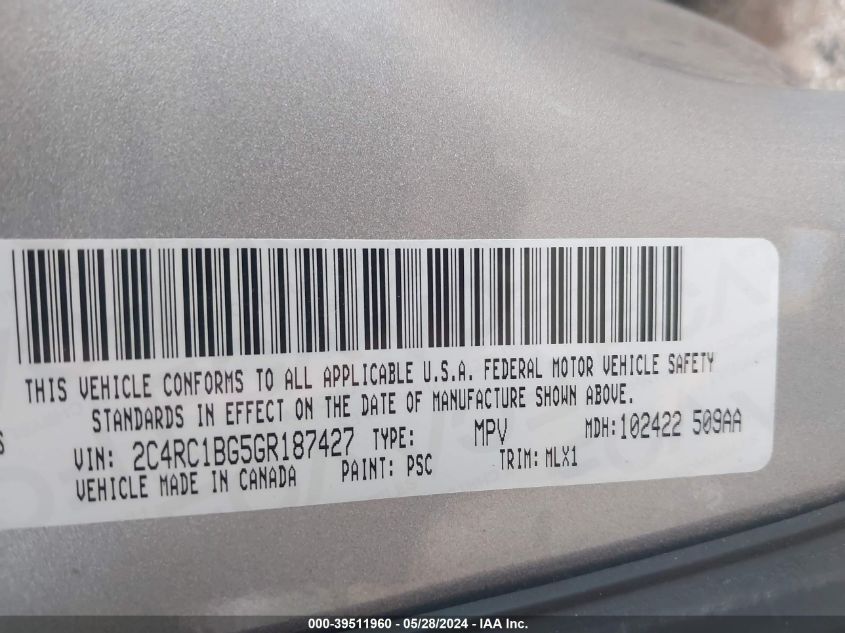 THIS VEHICLE CONFORMS TO ALL APPLICABLE U.S.A. FEDERAL MOTOR VEHICLE SAFETY
STANDARDS IN EFFECT ON THE DATE OF MANUFACTURE SHOWN ABOVE.
S VIN: 2C4RC1BG5GR187427 TYPE: MPV MDH: 102422 509AA
VEHICLE MADE IN CANADA PAINT: PSC TRIM: MLX1
000-39511960 - 05/28/2024 - IAA Inc.